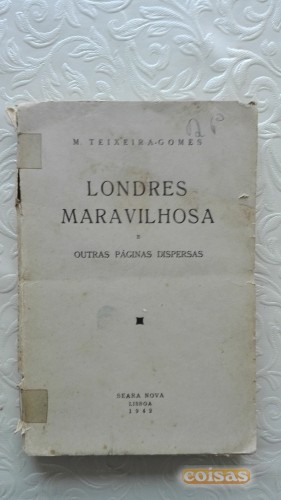 M. TEIXEIRA-GOMES
LONDRES
MARAVILHOSA
E
OUTRAS PÁGINAS DISPERSAS
SEARA NOVA
LISBOA
1942
coisas